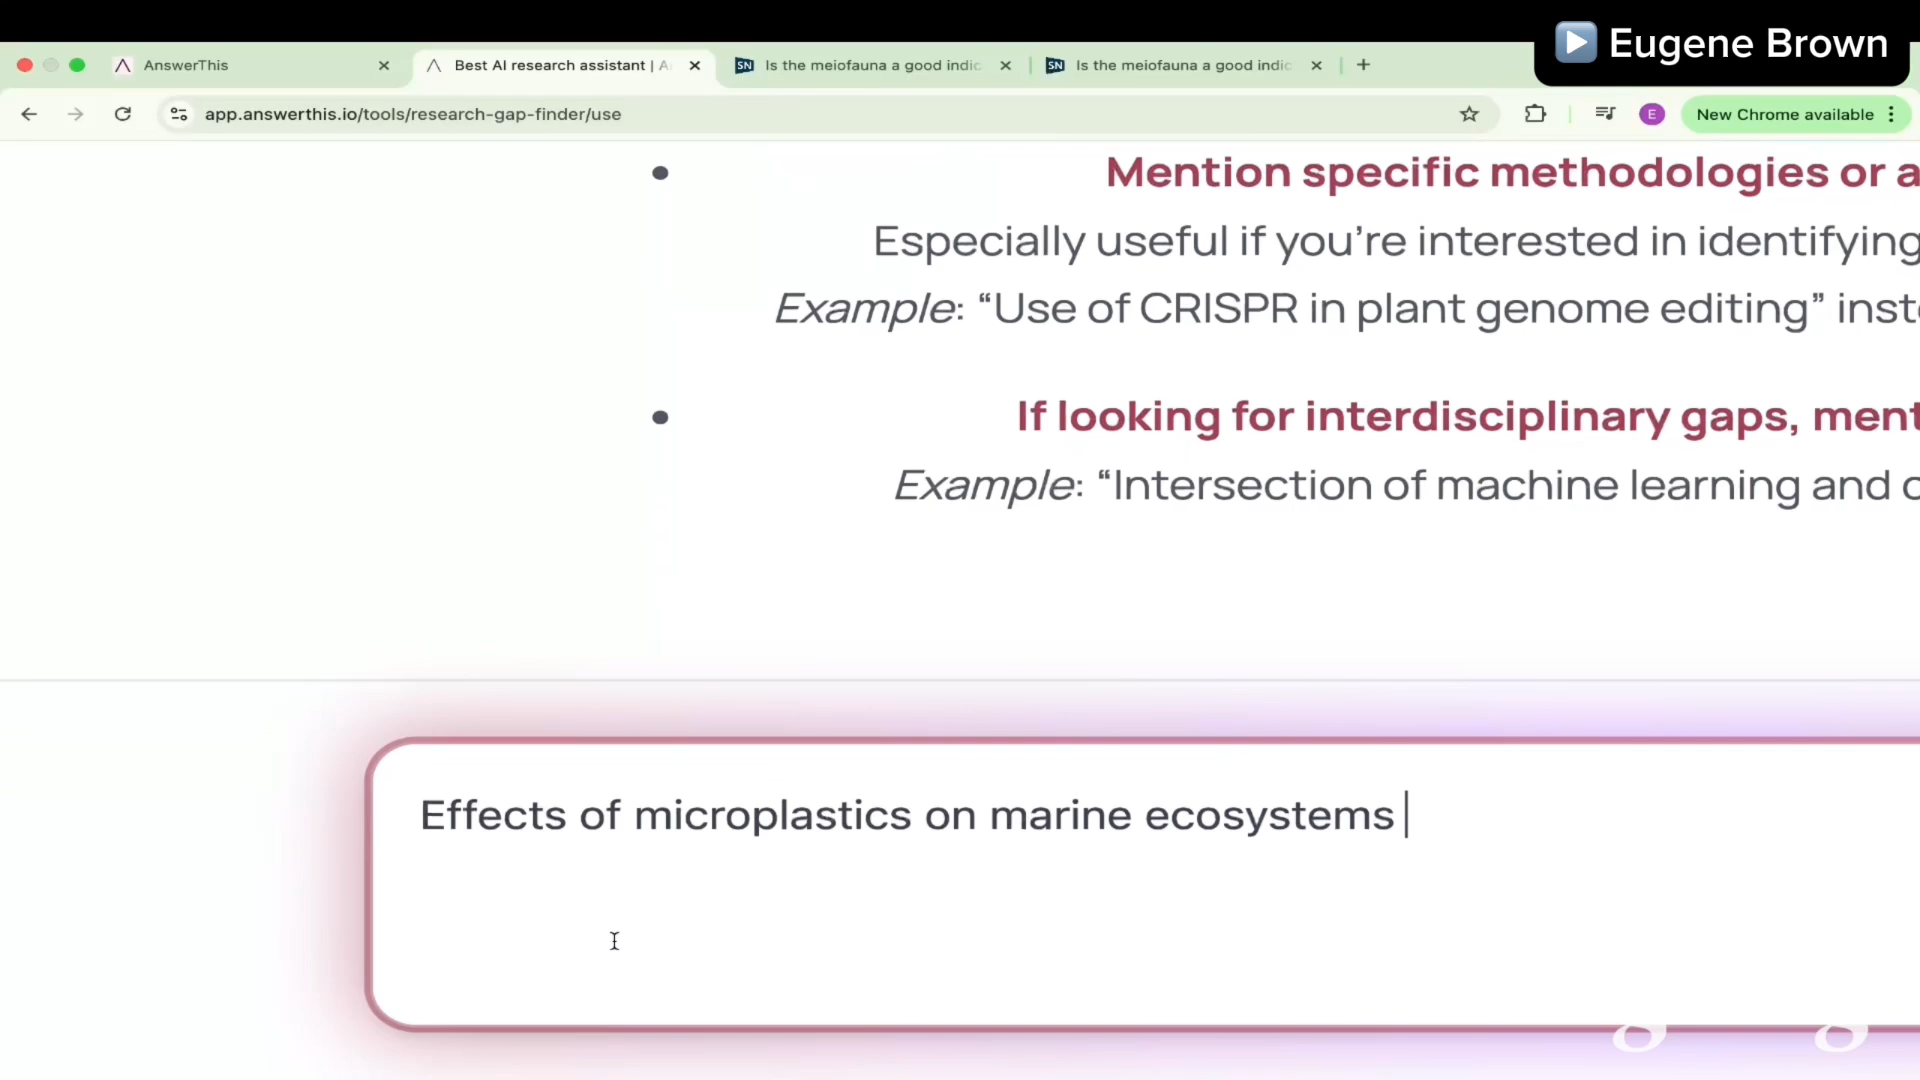 Eugene Brown
AnswerThis
Best AI research assistant | A
SN Is the meiofauna a good indic
SN Is the meiofauna a good indic
app.answerthis.io/tools/research-gap-finder/use
E
New Chrome available
Mention specific methodologies or a
Especially useful if you’re interested in identifying
Example: “Use of CRISPR in plant genome editing” inst
If looking for interdisciplinary gaps, ment
Example: “Intersection of machine learning and c
Effects of microplastics on marine ecosystems